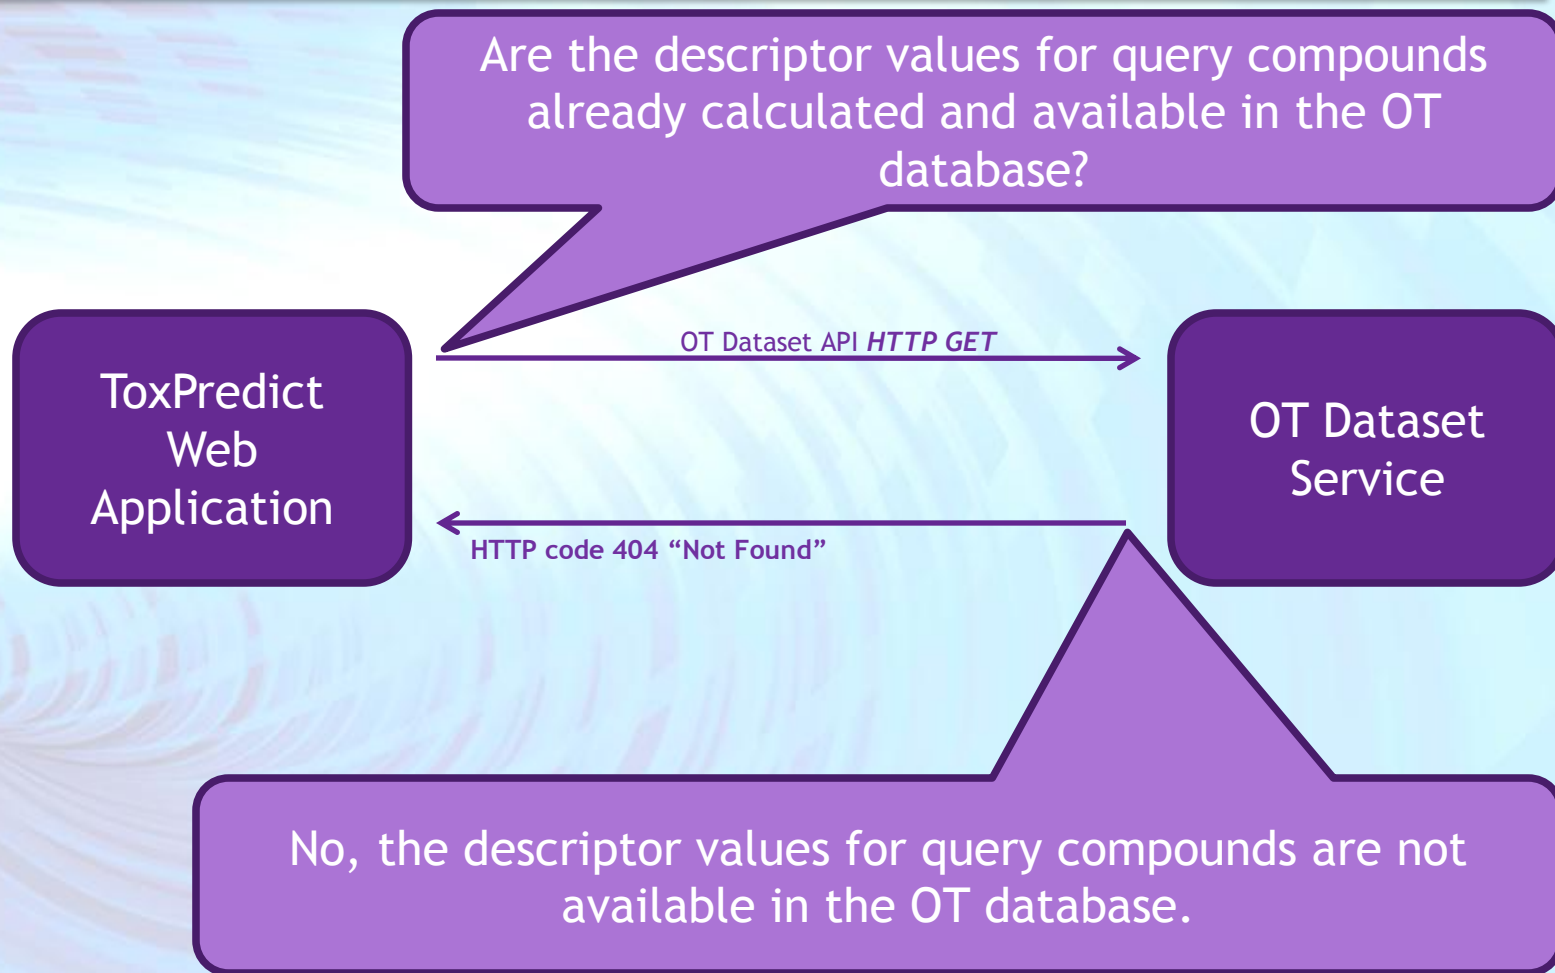 Are the descriptor values for query compounds
already calculated and available in the OT
database?
OT Dataset API HTTP GET
ToxPredict
Web
Application
OT Dataset
Service
HTTP code 404 “Not Found”
No, the descriptor values for query compounds are not
available in the OT database.